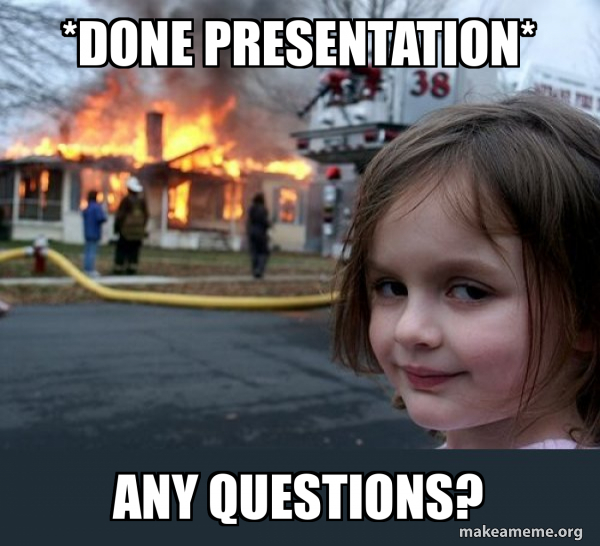 *DONE PRESENTATION*
38
ANY QUESTIONS?
makeameme.org